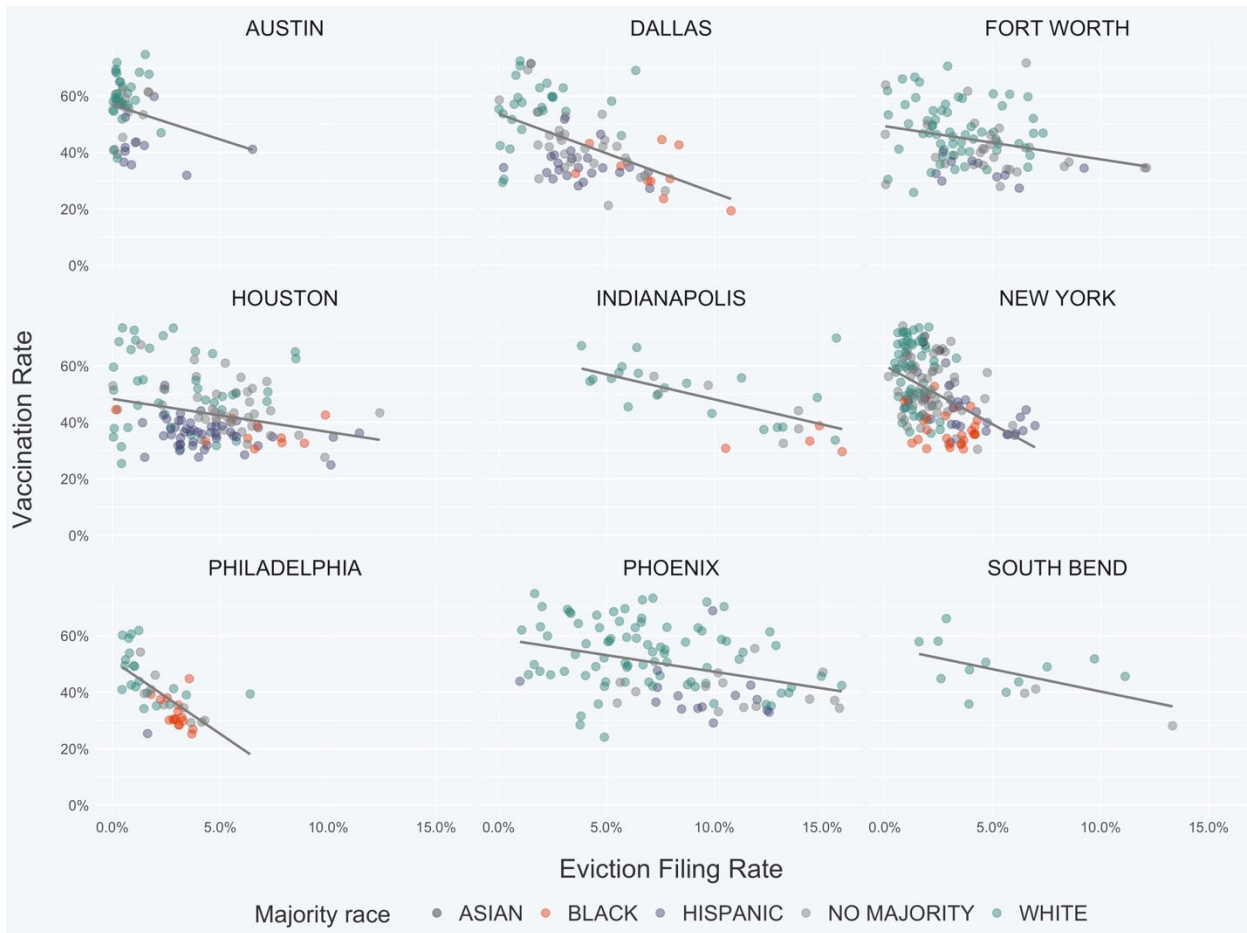 AUSTIN DALLAS FORT WORTH
60%
40%
20%
0%
HOUSTON INDIANAPOLIS NEW YORK
60%
40%
20%
0%
Vaccination Rate
PHILADELPHIA PHOENIX SOUTH BEND
60%
40%
20%
0%
0.0% 5.0% 10.0% 15.0% 0.0% 5.0% 10.0% 15.0% 0.0% 5.0% 10.0% 15.0%
Eviction Filing Rate
Majority race ASIAN BLACK HISPANIC NO MAJORITY WHITE